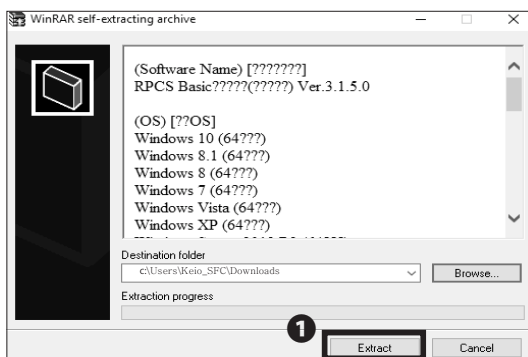 WinRAR self-extracting archive
(Software Name) [???????]
RPCS Basic?????(?????) Ver.3.1.5.0
(OS) [??OS]
Windows 10 (64???)
Windows 8.1 (64???)
Windows 8 (64???)
Windows 7 (64???)
Windows Vista (64???)
Windows XP (64???)
Destination folder
c:\Users\Keio_SFC\Downloads
Browse...
Extraction progress
1
Extract
Cancel